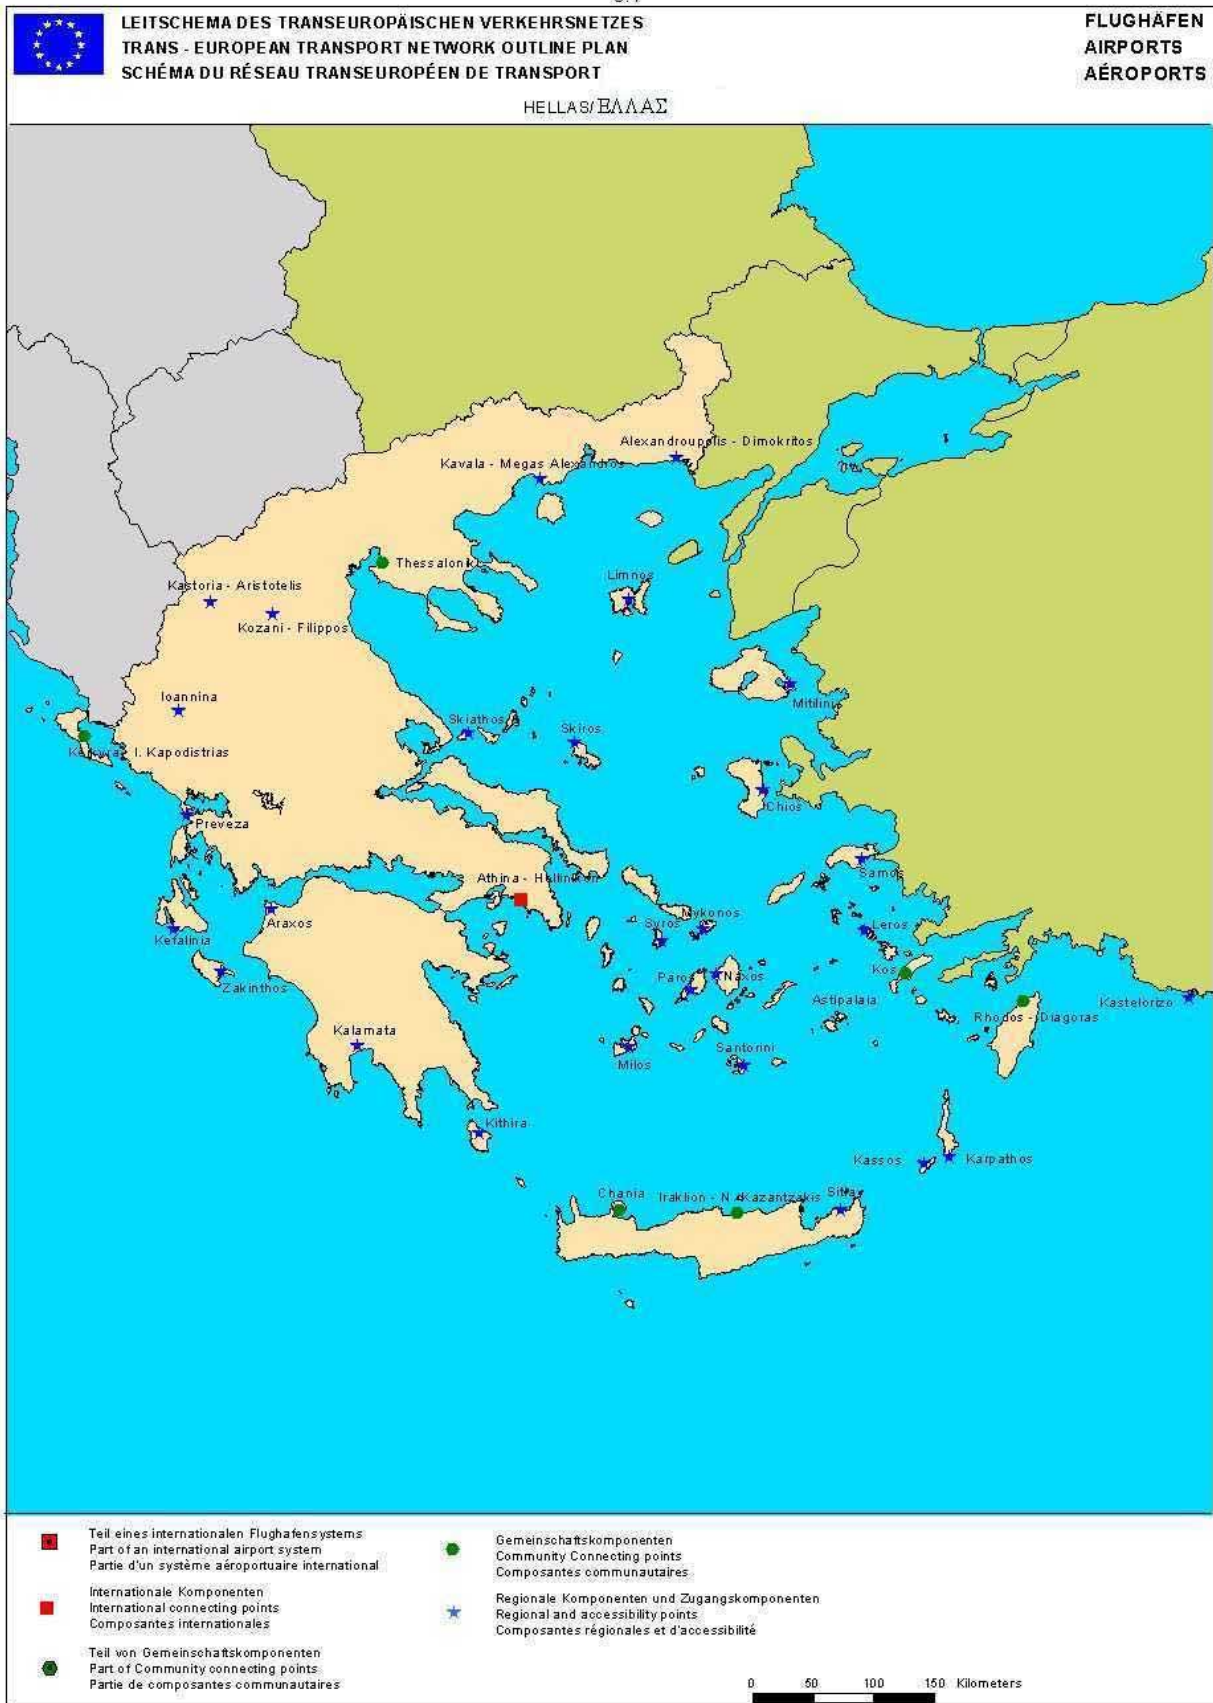 LEITSCHEMA DES TRANSEUROPÄISCHEN VERKEHRSNETZES
TRANS - EUROPEAN TRANSPORT NETWORK OUTLINE PLAN
SCHÉMA DU RÉSEAU TRANSEUROPÉEN DE TRANSPORT
FLUGHÄFEN
AIRPORTS
AÉROPORTS
HELLAS/ΕΛΛΑΣ
Alexandroupolis - Dimokritos
Kavala - Megas Alexandros
Thessaloniki
Kastoria - Aristotelis
Limnos
Kozani - Filippos
Ioannina
Mitilini
Skiathos
Skiros
Kerkyra - I. Kapodistrias
Chios
Preveza
Samos
Athina - Hellinikon
Araxos
Mykonos
Syros
Leros
Kefalinia
Kos
Paros
Naxos
Zakinthos
Astipalaia
Kastelorizo
Rhodos - Diagoras
Kalamata
Santorini
Milos
Kithira
Kassos
Karpathos
Chania
Iraklion - N. Kazantzakis
Sitia
Teil eines internationalen Flughafensystems
Part of an international airport system
Partie d'un système aéroportuaire international
Internationale Komponenten
International connecting points
Composantes internationales
Teil von Gemeinschaftskomponenten
Part of Community connecting points
Partie de composantes communautaires
Gemeinschaftskomponenten
Community Connecting points
Composantes communautaires
Regionale Komponenten und Zugangskomponenten
Regional and accessibility points
Composantes régionales et d'accessibilité
0 50 100 150 Kilometers